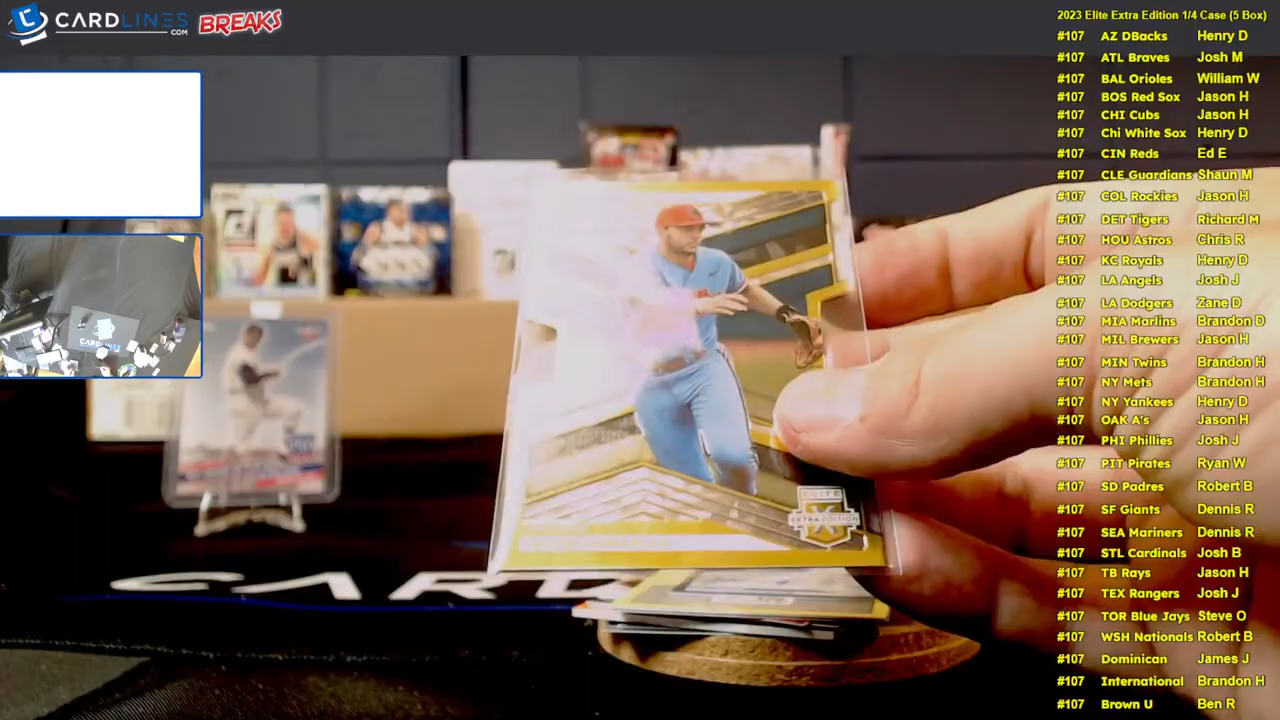 CARDLINES
.COM
BREAKS
2023 Elite Extra Edition 1/4 Case (5 Box)
#107 AZ DBacks Henry D
#107 ATL Braves Josh M
#107 BAL Orioles William W
#107 BOS Red Sox Jason H
#107 CHI Cubs Jason H
#107 Chi White Sox Henry D
#107 CIN Reds Ed E
#107 CLE Guardians Shaun M
#107 COL Rockies Jason H
#107 DET Tigers Richard M
#107 HOU Astros Chris R
#107 KC Royals Henry D
#107 LA Angels Josh J
#107 LA Dodgers Zane D
#107 MIA Marlins Brandon D
#107 MIL Brewers Jason H
#107 MIN Twins Brandon H
#107 NY Mets Brandon H
#107 NY Yankees Henry D
#107 OAK A's Jason H
#107 PHI Phillies Josh J
#107 PIT Pirates Ryan W
#107 SD Padres Robert B
#107 SF Giants Dennis R
#107 SEA Mariners Dennis R
#107 STL Cardinals Josh B
#107 TB Rays Jason H
#107 TEX Rangers Josh J
#107 TOR Blue Jays Steve O
#107 WSH Nationals Robert B
#107 Dominican James J
#107 International Brandon H
#107 Brown U Ben R
ELITE
X
EXTRA EDITION
CARD